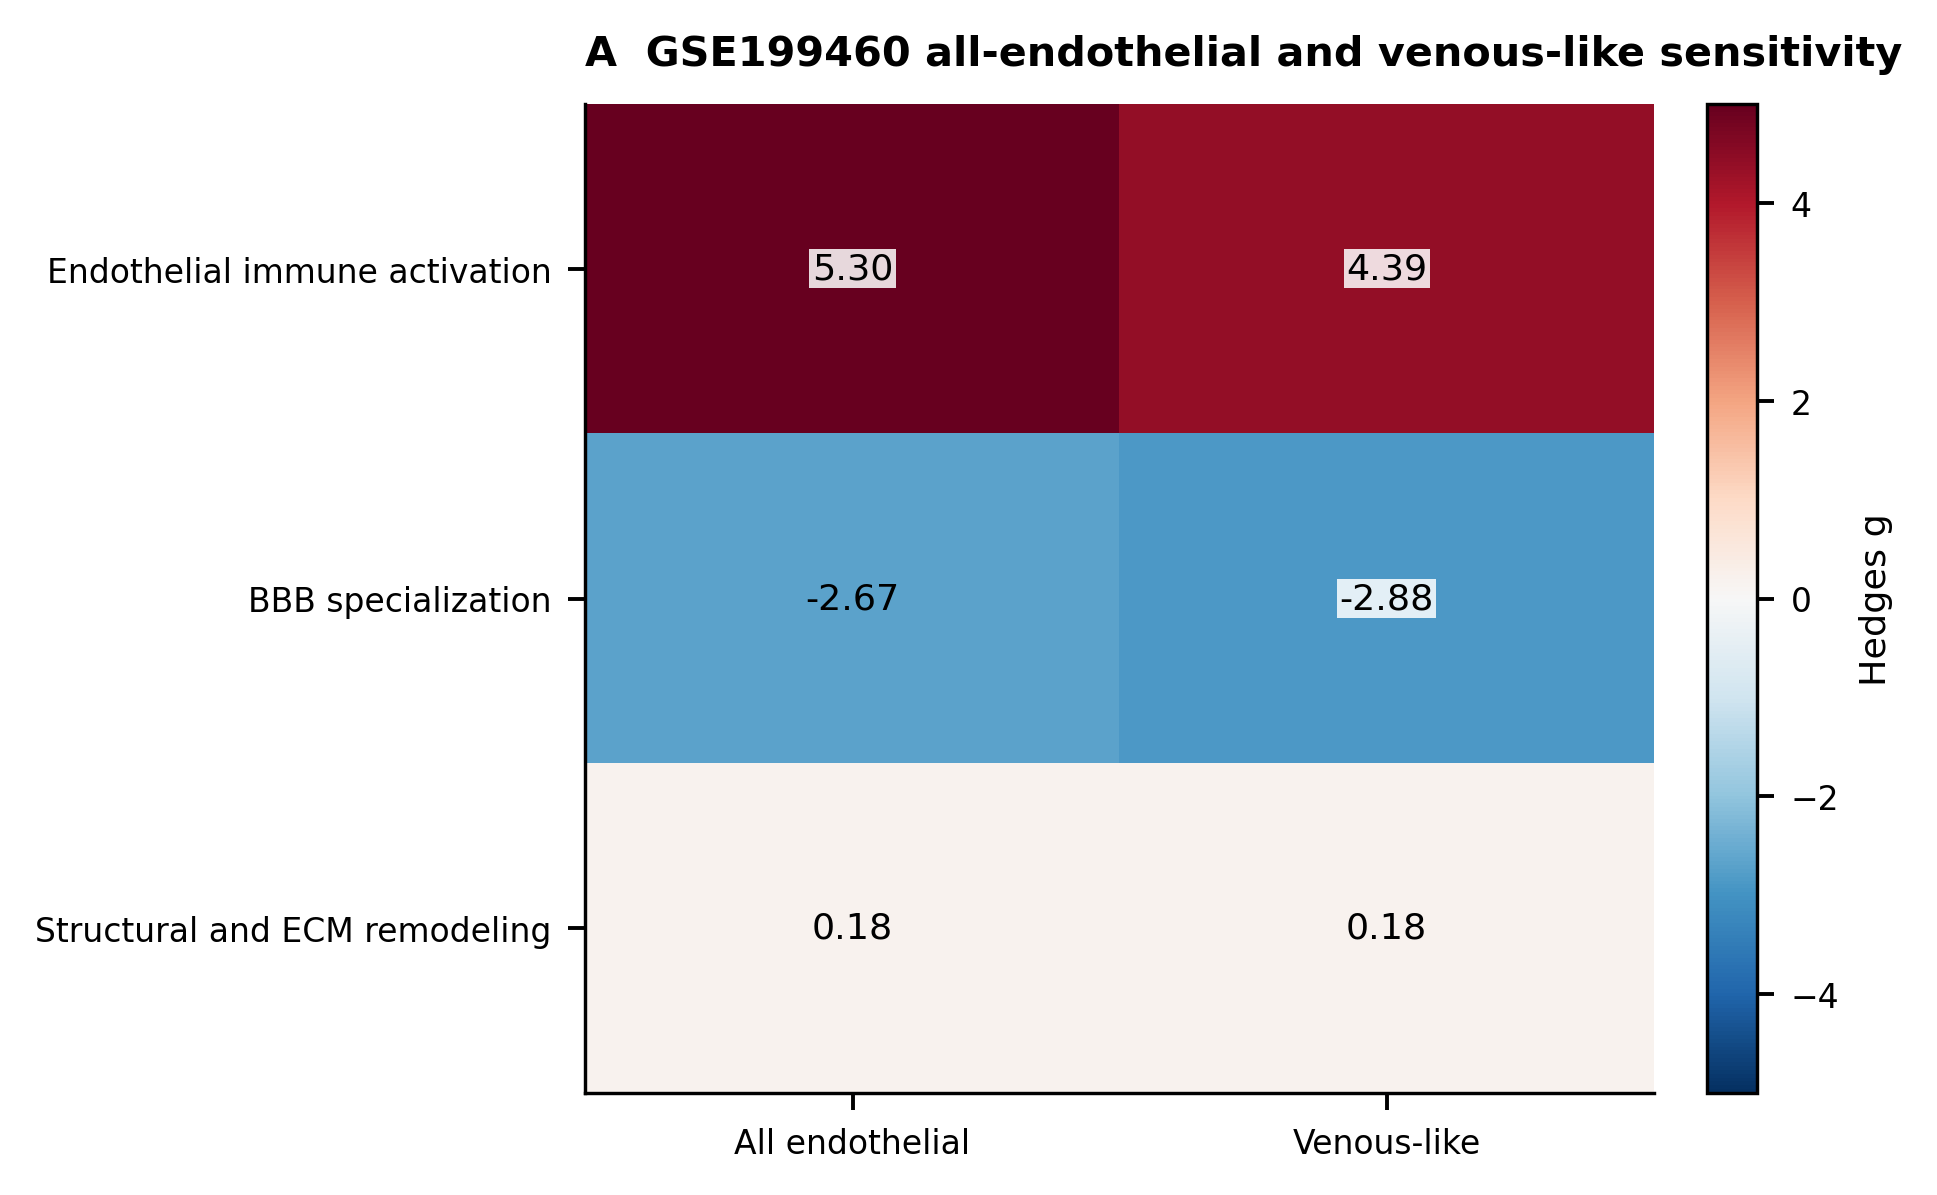 A GSE199460 all-endothelial and venous-like sensitivity
Endothelial immune activation
5.30
4.39
BBB specialization
-2.67
-2.88
Structural and ECM remodeling
0.18
0.18
All endothelial
Venous-like
4
2
0
−2
−4
Hedges g